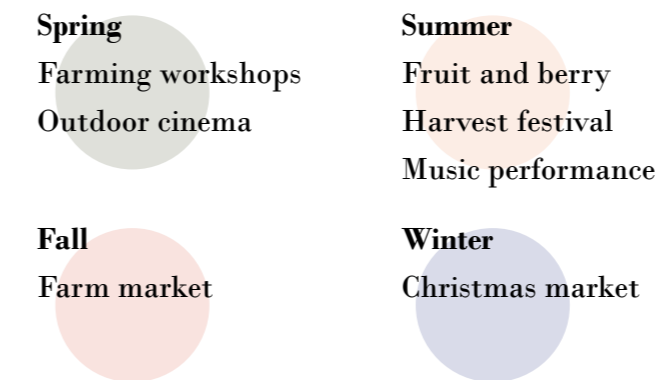 Spring
Farming workshops
Outdoor cinema
Summer
Fruit and berry
Harvest festival
Music performance
Fall
Farm market
Winter
Christmas market